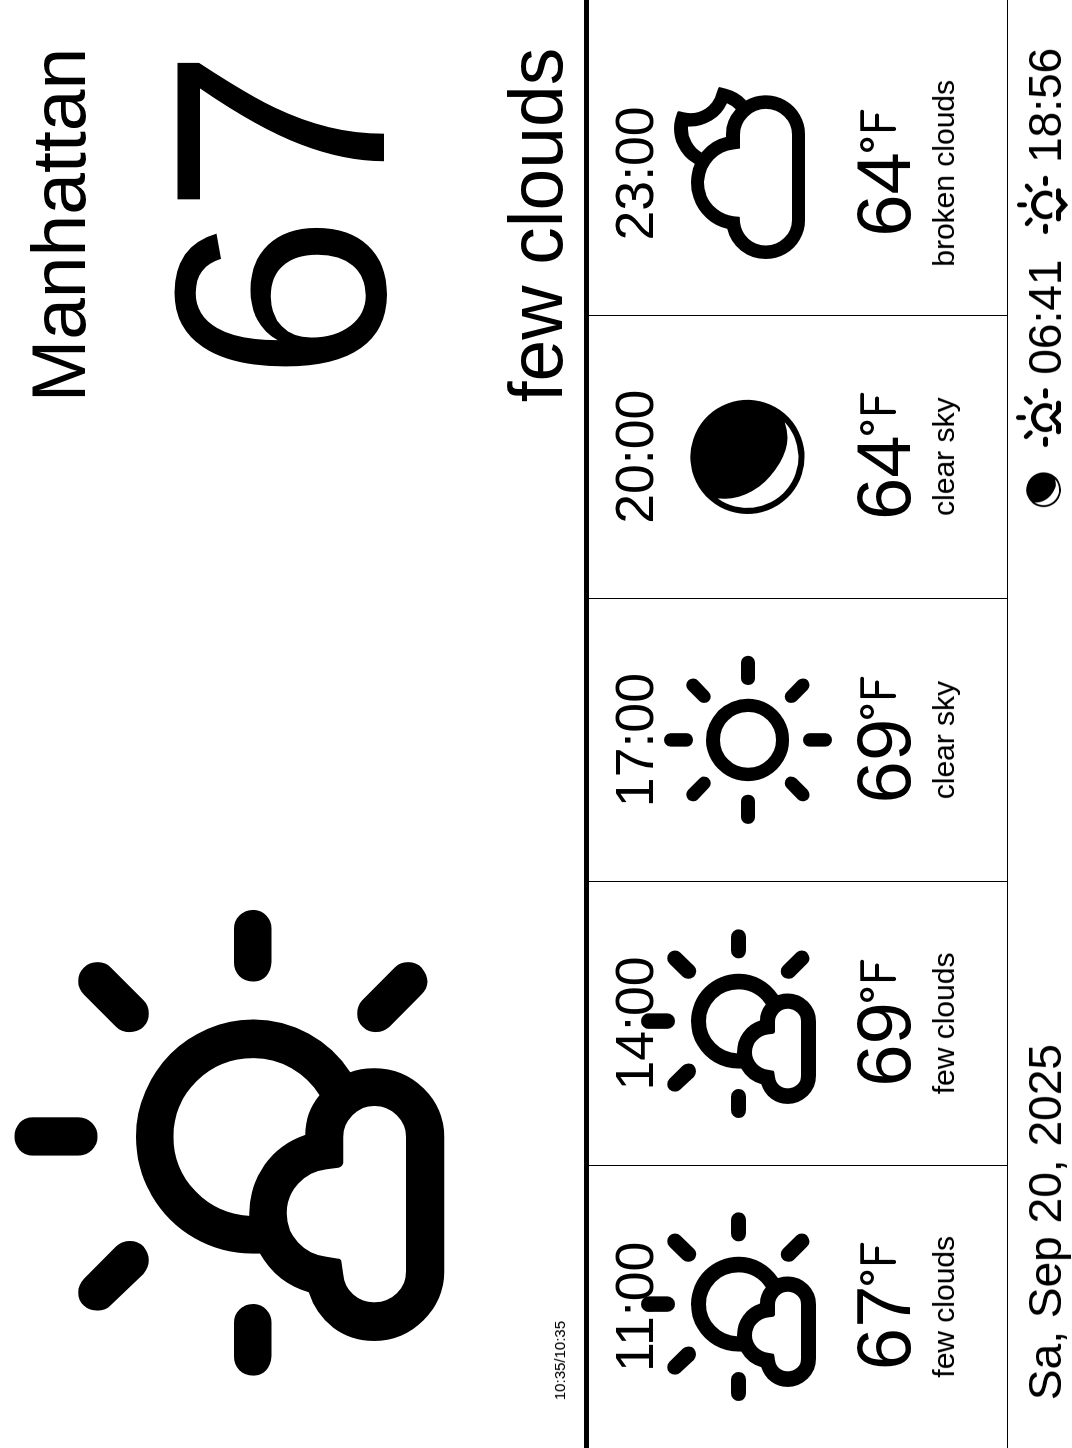 Manhattan
67
few clouds
10:35/10:35
11:00 14:00 17:00 20:00 23:00
67°F 69°F 69°F 64°F 64°F
few clouds few clouds clear sky clear sky broken clouds
Sa, Sep 20, 2025 06:41 18:56